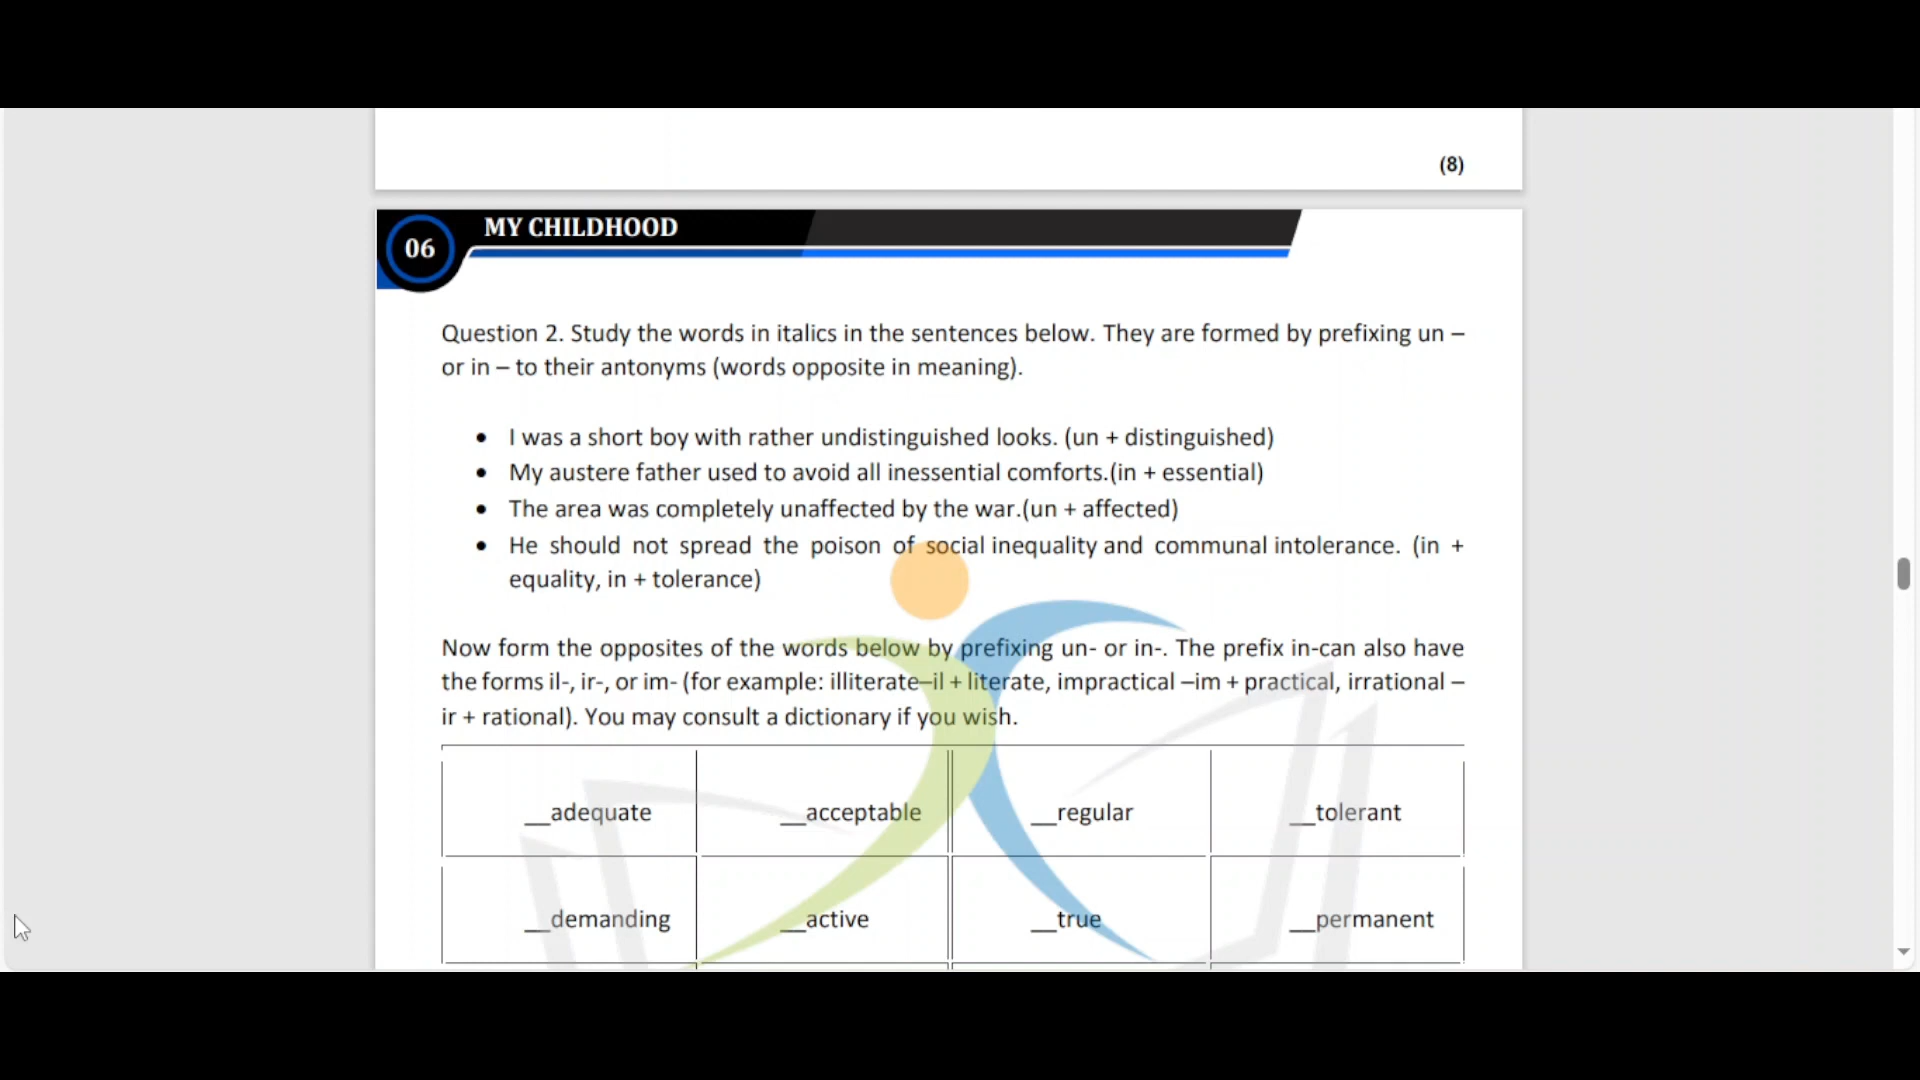 (8)
06
MY CHILDHOOD
Question 2. Study the words in italics in the sentences below. They are formed by prefixing un –
or in – to their antonyms (words opposite in meaning).
• I was a short boy with rather undistinguished looks. (un + distinguished)
• My austere father used to avoid all inessential comforts.(in + essential)
• The area was completely unaffected by the war.(un + affected)
• He should not spread the poison of social inequality and communal intolerance. (in +
equality, in + tolerance)
Now form the opposites of the words below by prefixing un- or in-. The prefix in-can also have
the forms il-, ir-, or im- (for example: illiterate–il + literate, impractical –im + practical, irrational –
ir + rational). You may consult a dictionary if you wish.
__adequate __acceptable __regular __tolerant
__demanding __active __true __permanent